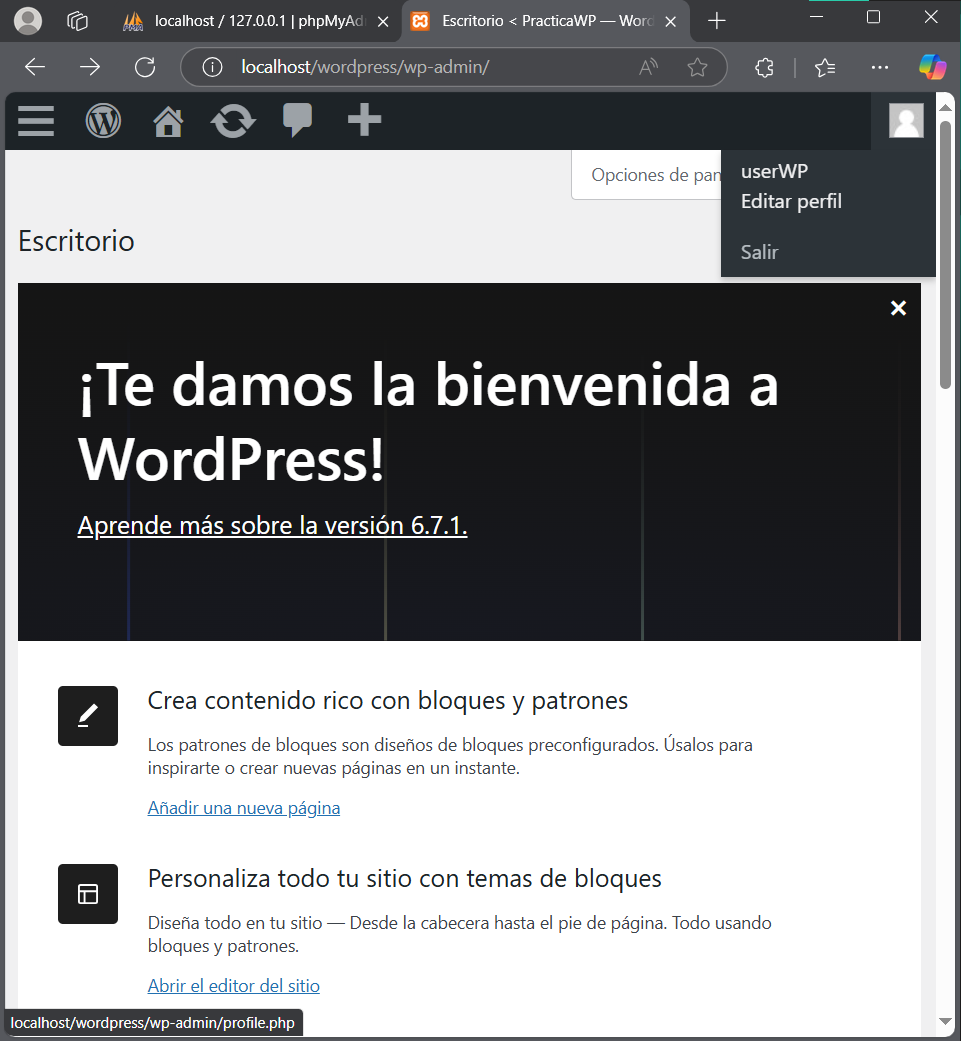 localhost / 127.0.0.1 | phpMyAd
Escritorio < PracticaWP — Word
localhost/wordpress/wp-admin/
Opciones de pan
userWP
Editar perfil
Salir
Escritorio
¡Te damos la bienvenida a
WordPress!
Aprende más sobre la versión 6.7.1.
Crea contenido rico con bloques y patrones
Los patrones de bloques son diseños de bloques preconfigurados. Úsalos para
inspirarte o crear nuevas páginas en un instante.
Añadir una nueva página
Personaliza todo tu sitio con temas de bloques
Diseña todo en tu sitio — Desde la cabecera hasta el pie de página. Todo usando
bloques y patrones.
Abrir el editor del sitio
localhost/wordpress/wp-admin/profile.php